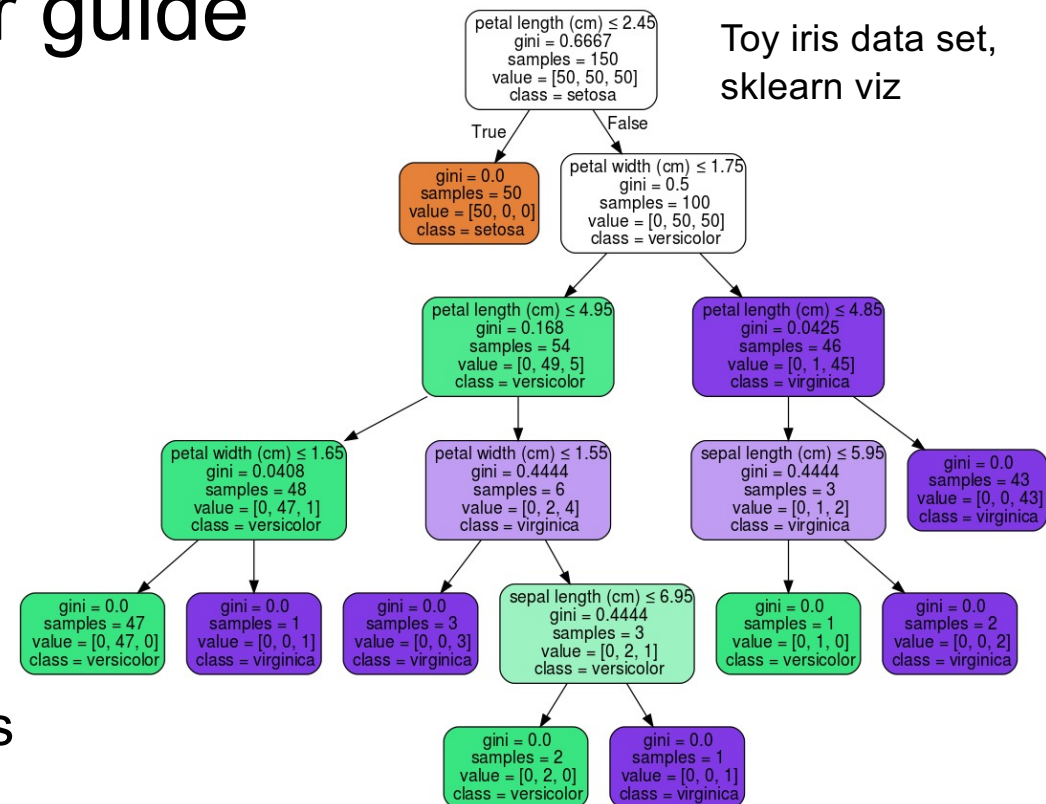 r guide
petal length (cm) ≤ 2.45
gini = 0.6667
samples = 150
value = [50, 50, 50]
class = setosa
Toy iris data set,
sklearn viz
True
False
gini = 0.0
samples = 50
value = [50, 0, 0]
class = setosa
petal width (cm) ≤ 1.75
gini = 0.5
samples = 100
value = [0, 50, 50]
class = versicolor
petal length (cm) ≤ 4.95
gini = 0.168
samples = 54
value = [0, 49, 5]
class = versicolor
petal length (cm) ≤ 4.85
gini = 0.0425
samples = 46
value = [0, 1, 45]
class = virginica
petal width (cm) ≤ 1.65
gini = 0.0408
samples = 48
value = [0, 47, 1]
class = versicolor
petal width (cm) ≤ 1.55
gini = 0.4444
samples = 6
value = [0, 2, 4]
class = virginica
sepal length (cm) ≤ 5.95
gini = 0.4444
samples = 3
value = [0, 1, 2]
class = virginica
gini = 0.0
samples = 43
value = [0, 0, 43]
class = virginica
gini = 0.0
samples = 47
value = [0, 47, 0]
class = versicolor
gini = 0.0
samples = 1
value = [0, 0, 1]
class = virginica
gini = 0.0
samples = 3
value = [0, 0, 3]
class = virginica
sepal length (cm) ≤ 6.95
gini = 0.4444
samples = 3
value = [0, 2, 1]
class = versicolor
gini = 0.0
samples = 1
value = [0, 1, 0]
class = versicolor
gini = 0.0
samples = 2
value = [0, 0, 2]
class = virginica
s
gini = 0.0
samples = 2
value = [0, 2, 0]
class = versicolor
gini = 0.0
samples = 1
value = [0, 0, 1]
class = virginica